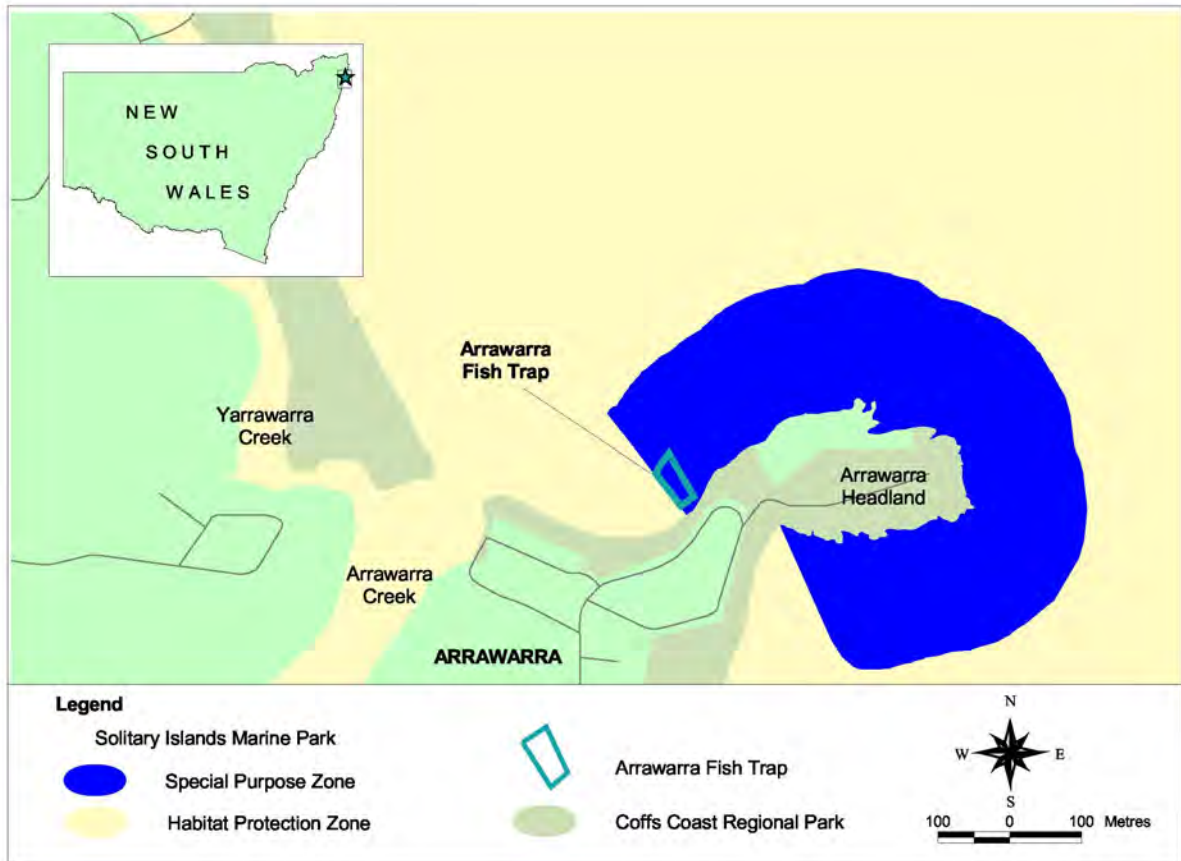 NEW
SOUTH
WALES
Arrawarra
Fish Trap
Yarrawarra
Creek
Arrawarra
Headland
Arrawarra
Creek
ARRAWARRA
Legend
Solitary Islands Marine Park
Special Purpose Zone
Habitat Protection Zone
Arrawarra Fish Trap
Coffs Coast Regional Park
N
W E
S
100 0 100 Metres